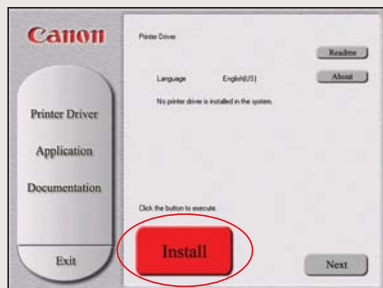 Canon
Printer Driver
Readme
Language English(US)
About
No printer driver is installed in the system.
Printer Driver
Application
Documentation
Click the button to execute.
Install
Exit
Next